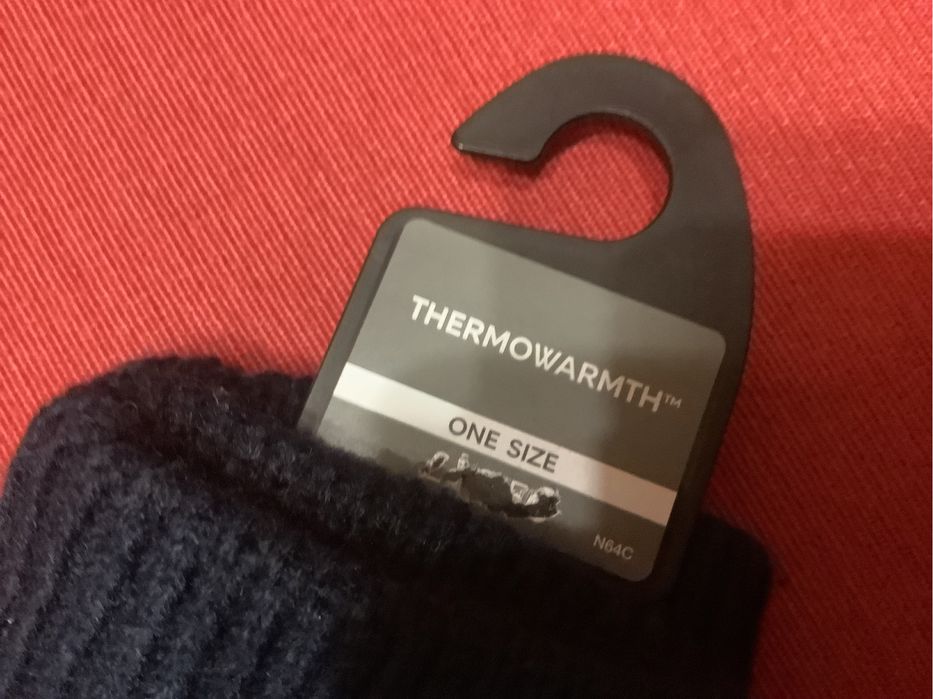 THERMOWARMTH™
ONE SIZE
N64C